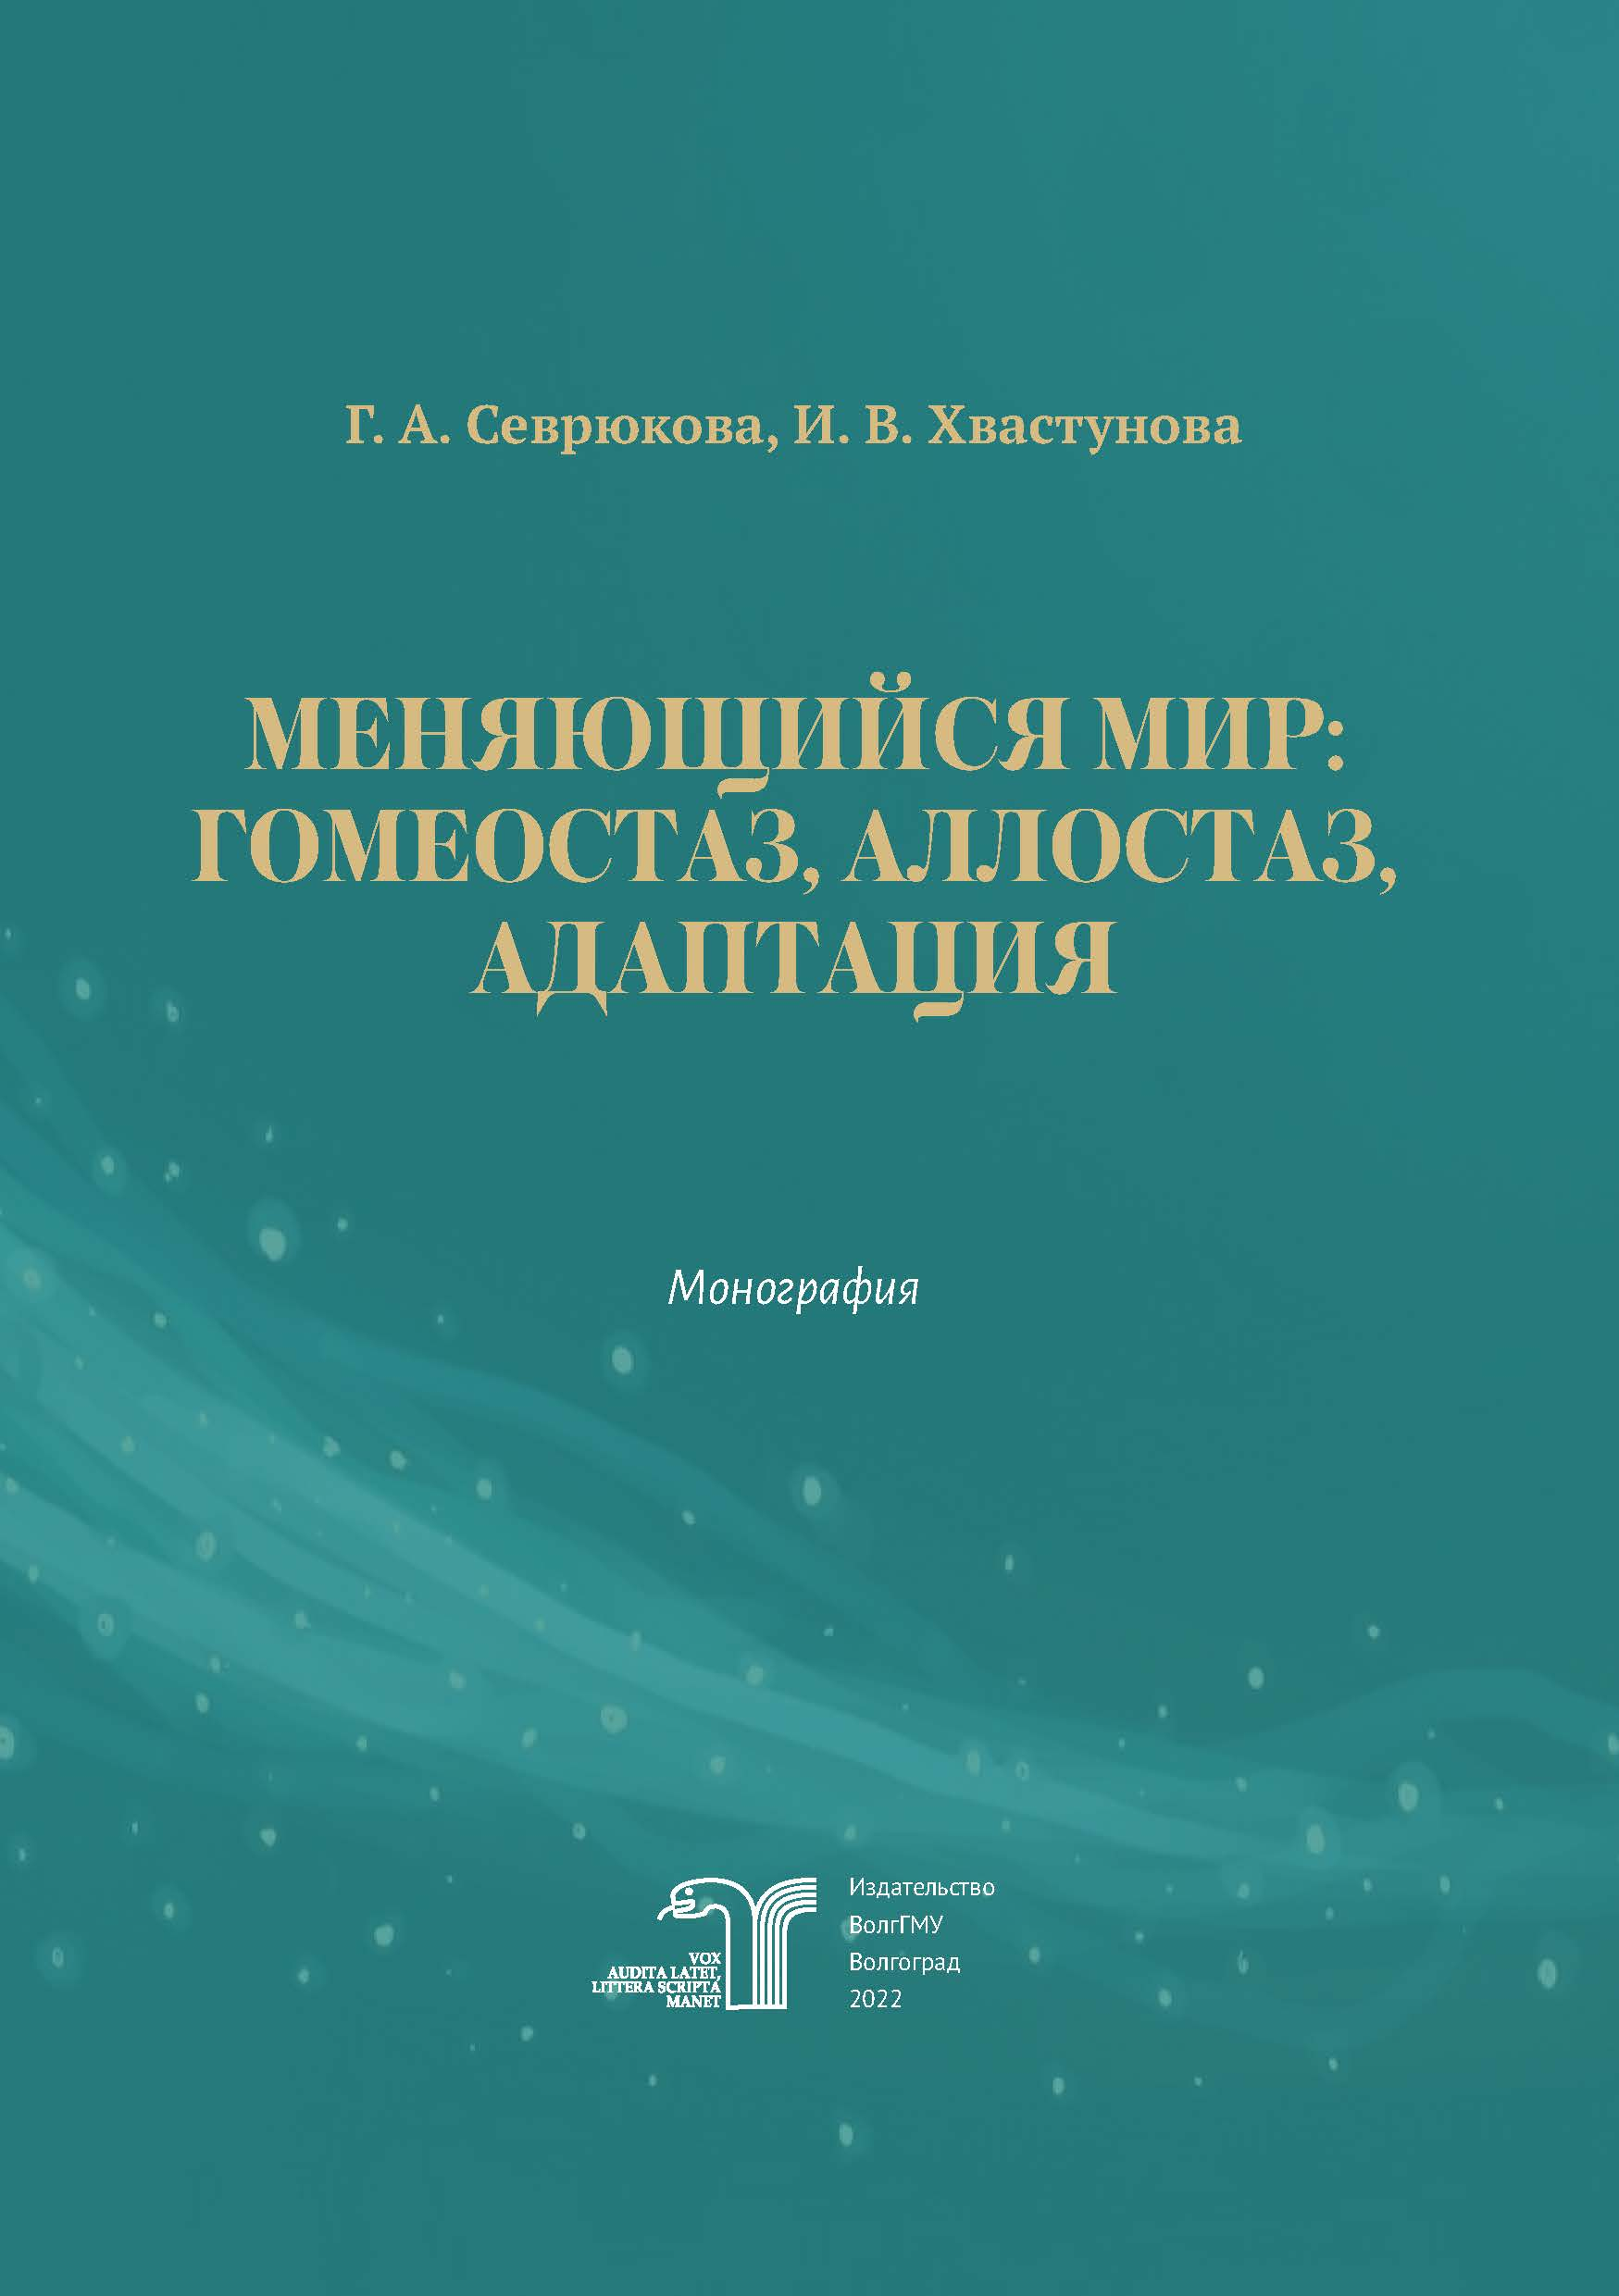 Г. А. Севрюкова, И. В. Хвастунова
МЕНЯЮЩИЙСЯ МИР:
ГОМЕОСТАЗ, АЛЛОСТАЗ,
АДАПТАЦИЯ
Монография
VOX
AUDITA LATET,
LITTERA SCRIPTA
MANET
Издательство
ВолгГМУ
Волгоград
2022